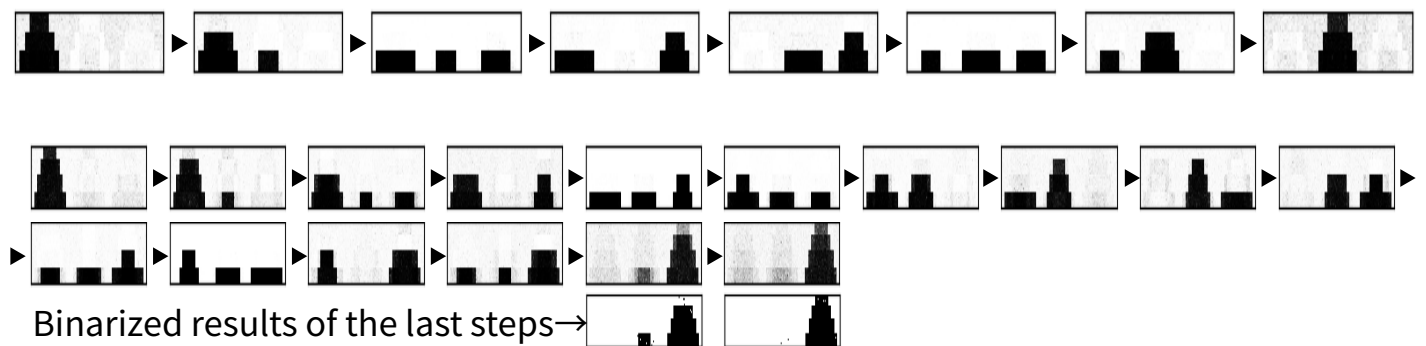 Binarized results of the last steps→